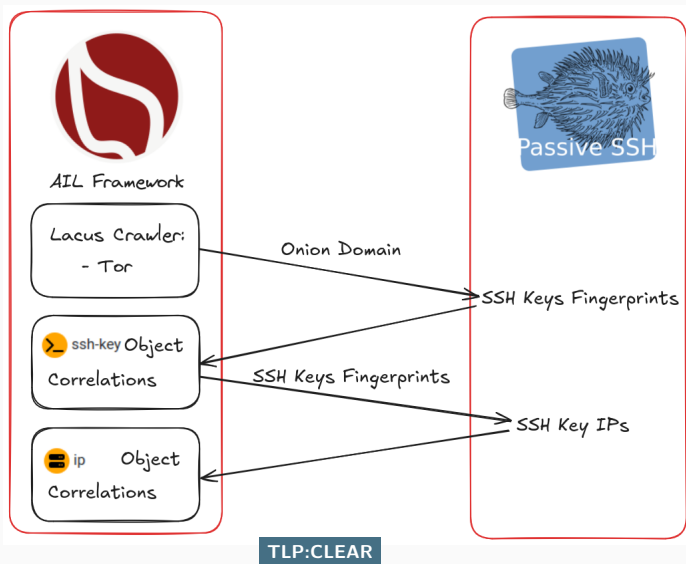 Passive SSH
AIL Framework
Lacus Crawler:
- Tor
Onion Domain
SSH Keys Fingerprints
ssh-key Object
Correlations
SSH Keys Fingerprints
SSH Key IPs
ip Object
Correlations
TLP:CLEAR